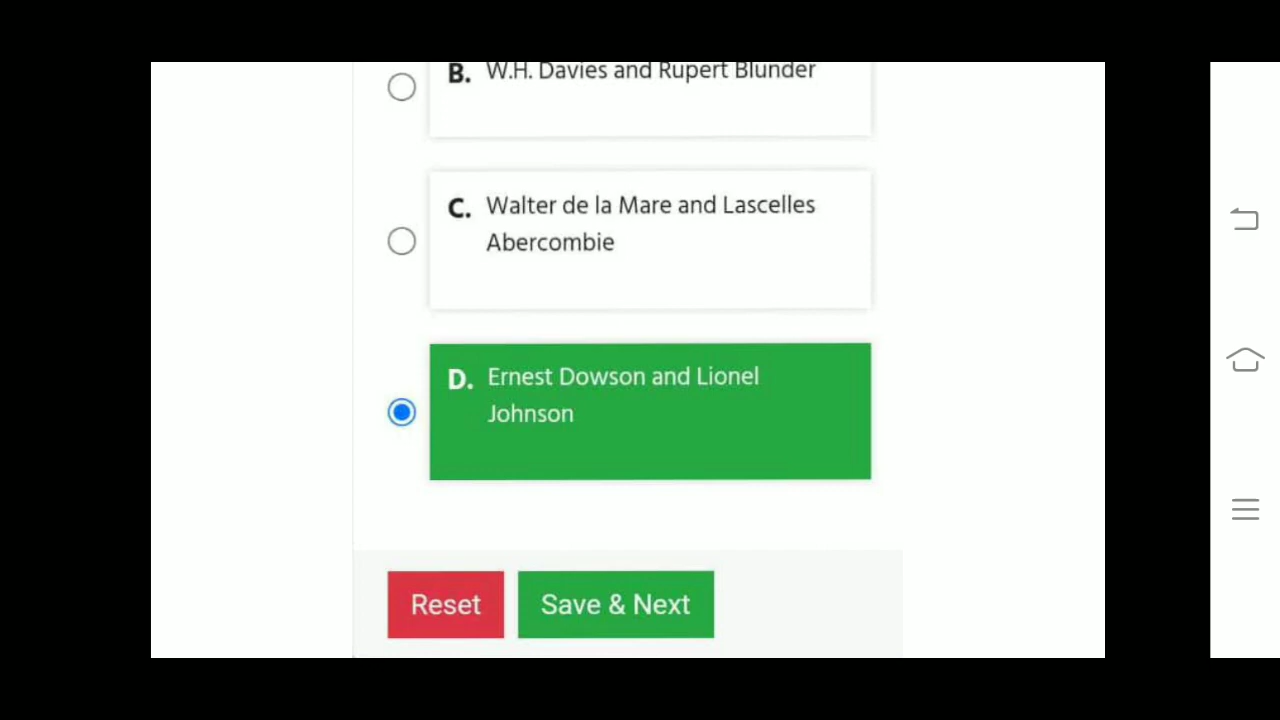 B. W.H. Davies and Rupert Blunder
C. Walter de la Mare and Lascelles
Abercombie
D. Ernest Dowson and Lionel
Johnson
Reset Save & Next